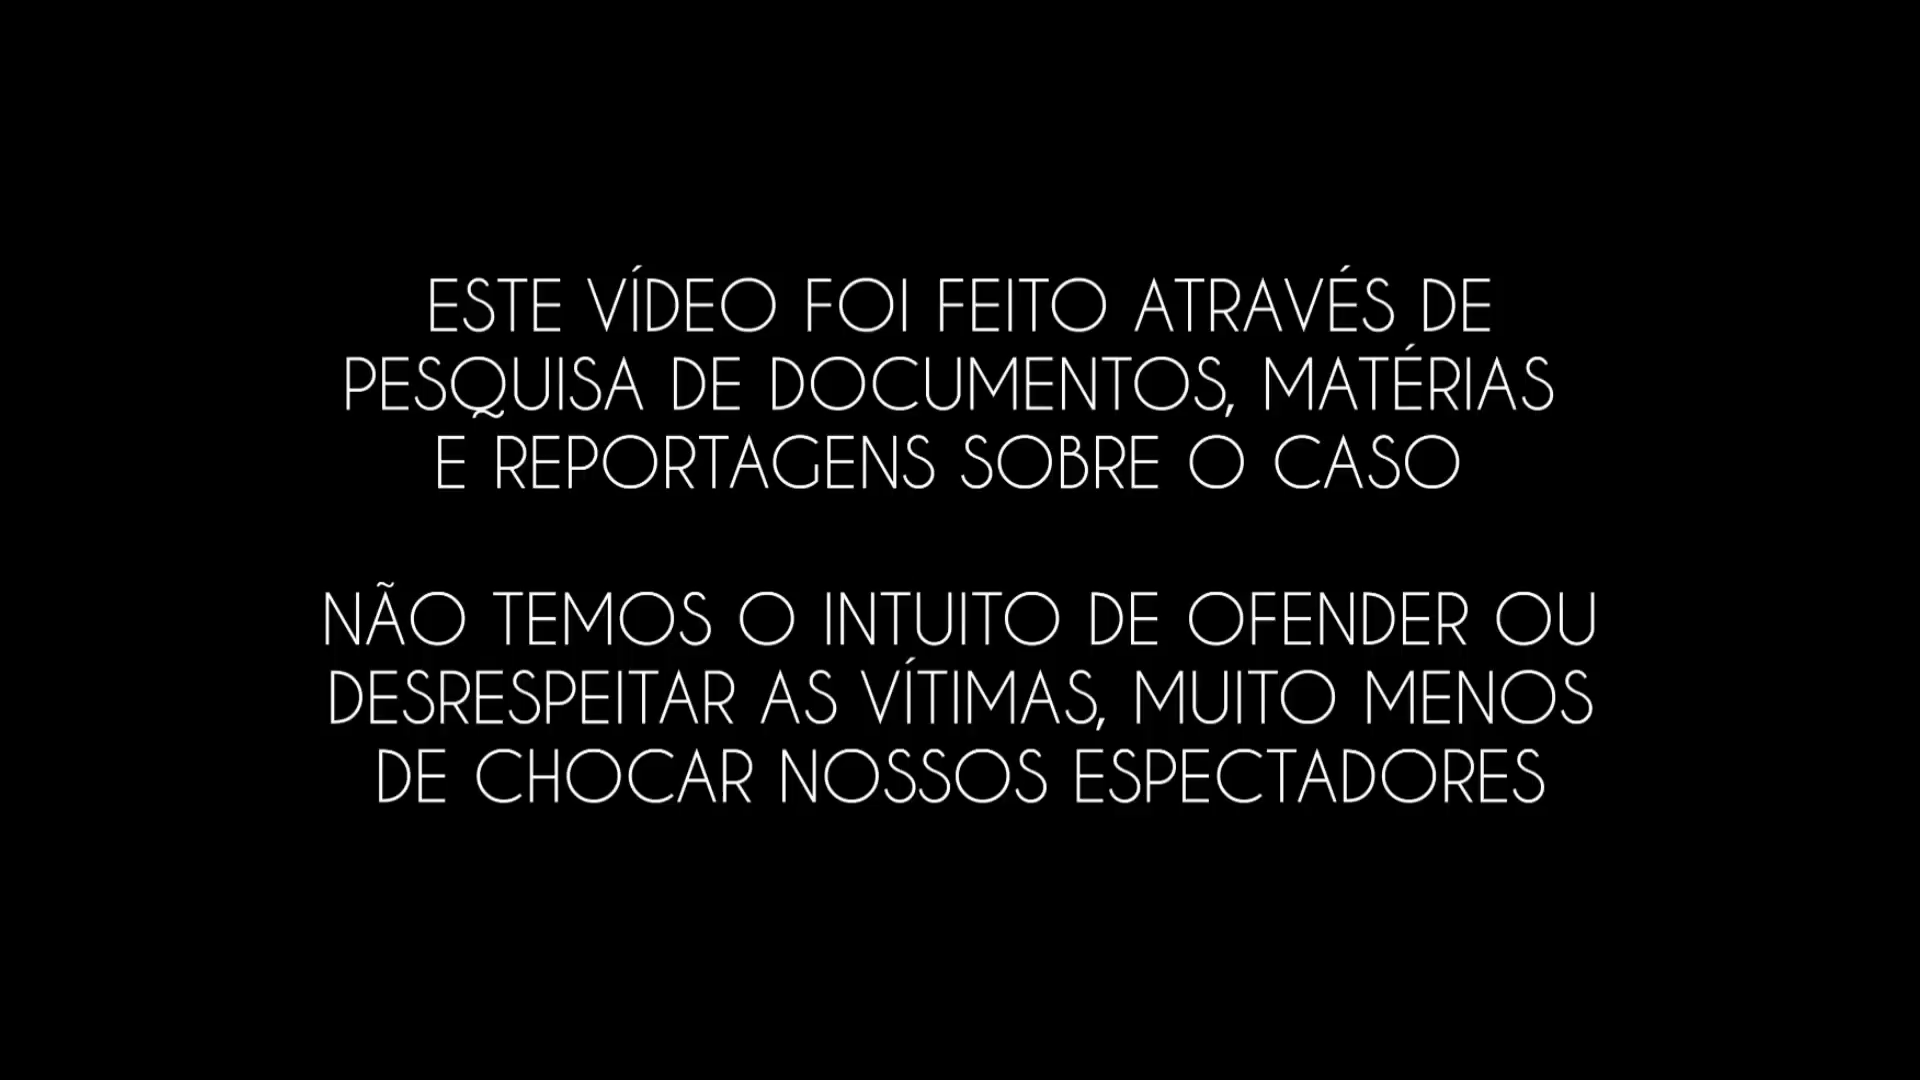 ESTE VÍDEO FOI FEITO ATRAVÉS DE
PESQUISA DE DOCUMENTOS, MATÉRIAS
E REPORTAGENS SOBRE O CASO
NÃO TEMOS O INTUITO DE OFENDER OU
DESRESPEITAR AS VÍTIMAS, MUITO MENOS
DE CHOCAR NOSSOS ESPECTADORES